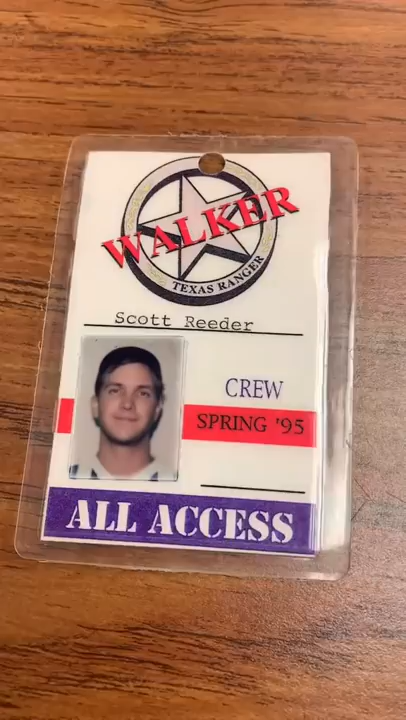 WALKER
TEXAS RANGER
Scott Reeder
CREW
SPRING '95
ALL ACCESS